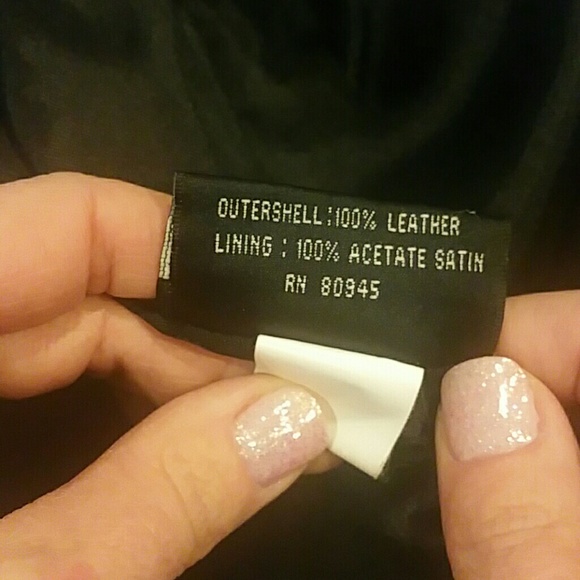 OUTERSHELL:100% LEATHER
LINING : 100% ACETATE SATIN
RN 80945